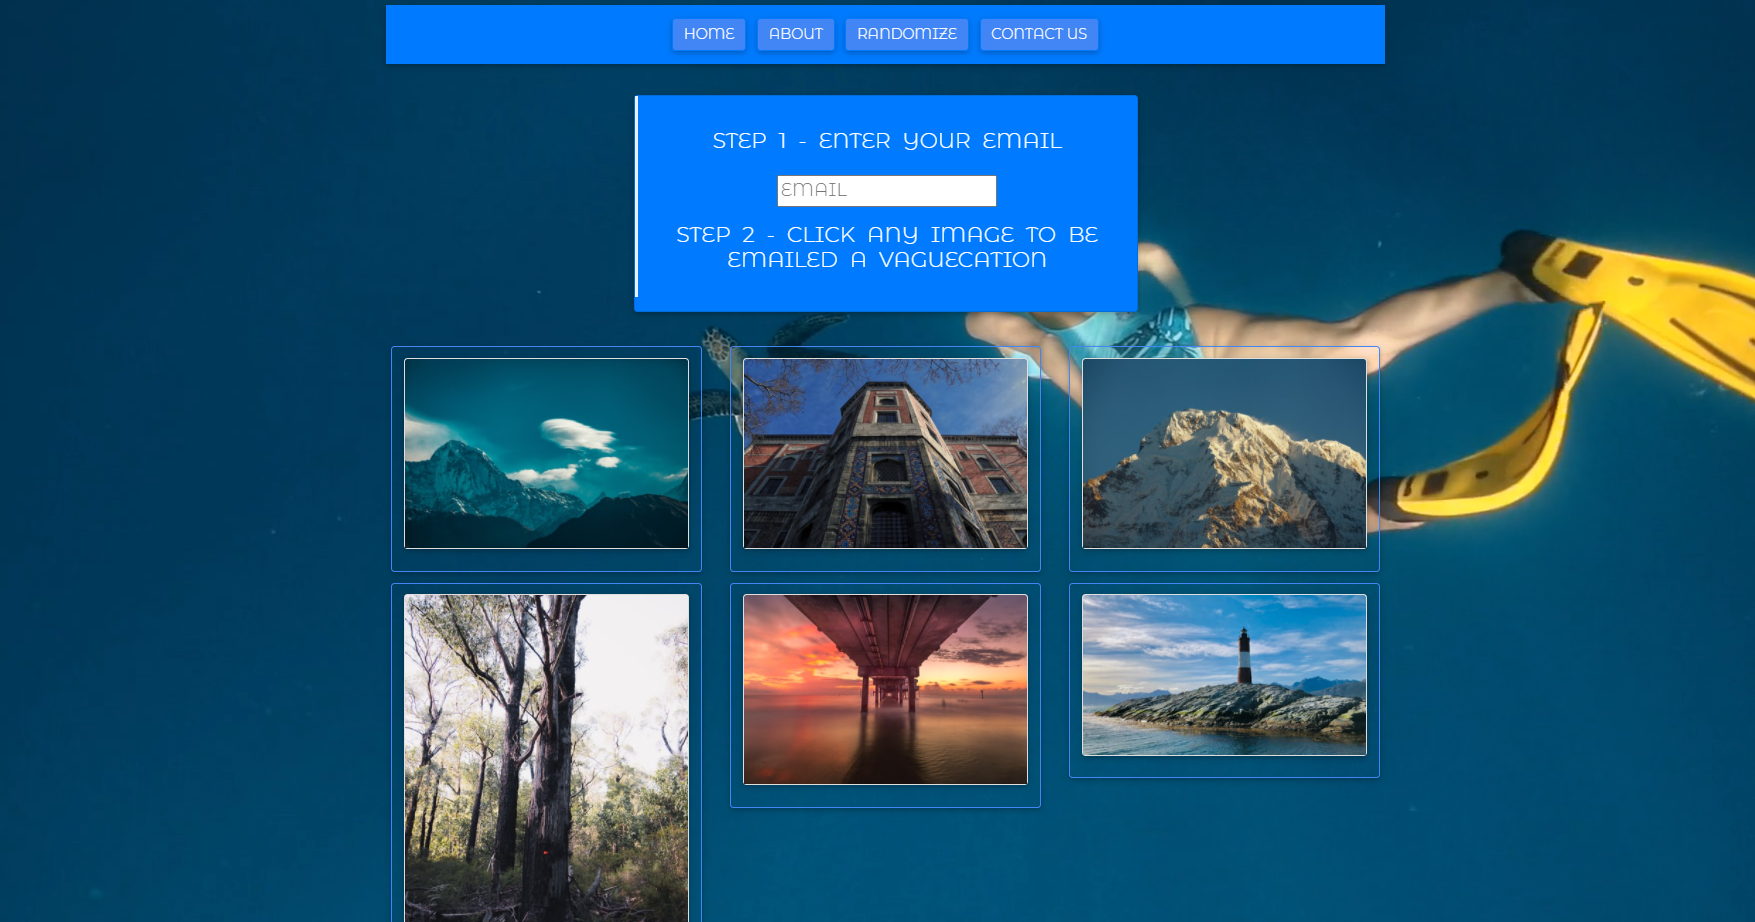 HOME ABOUT RANDOMIZE CONTACT US
STEP 1 - ENTER YOUR EMAIL
EMAIL
STEP 2 - CLICK ANY IMAGE TO BE
EMAILED A VAGUECATION